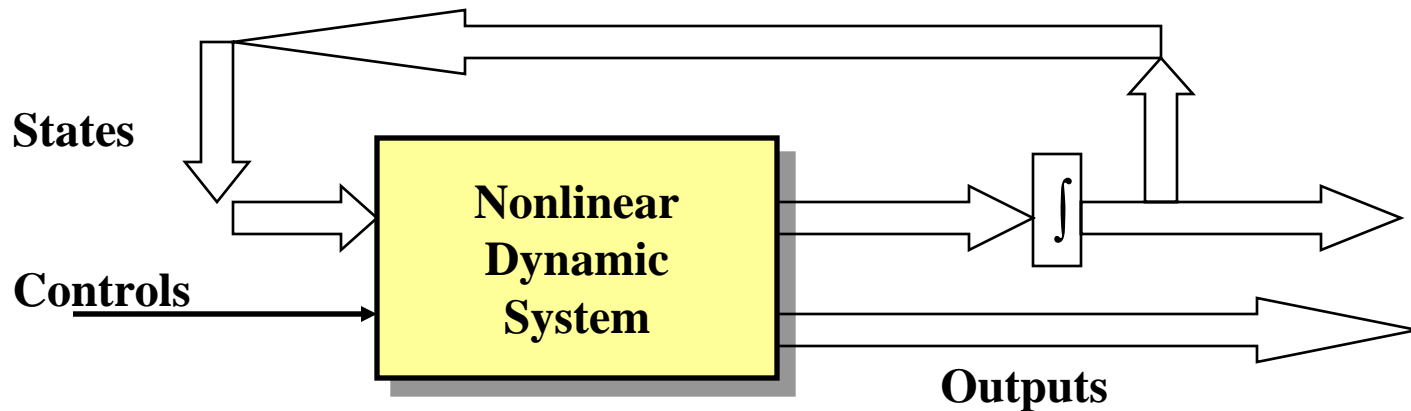 States
Nonlinear
Dynamic
System
∫
Controls
Outputs